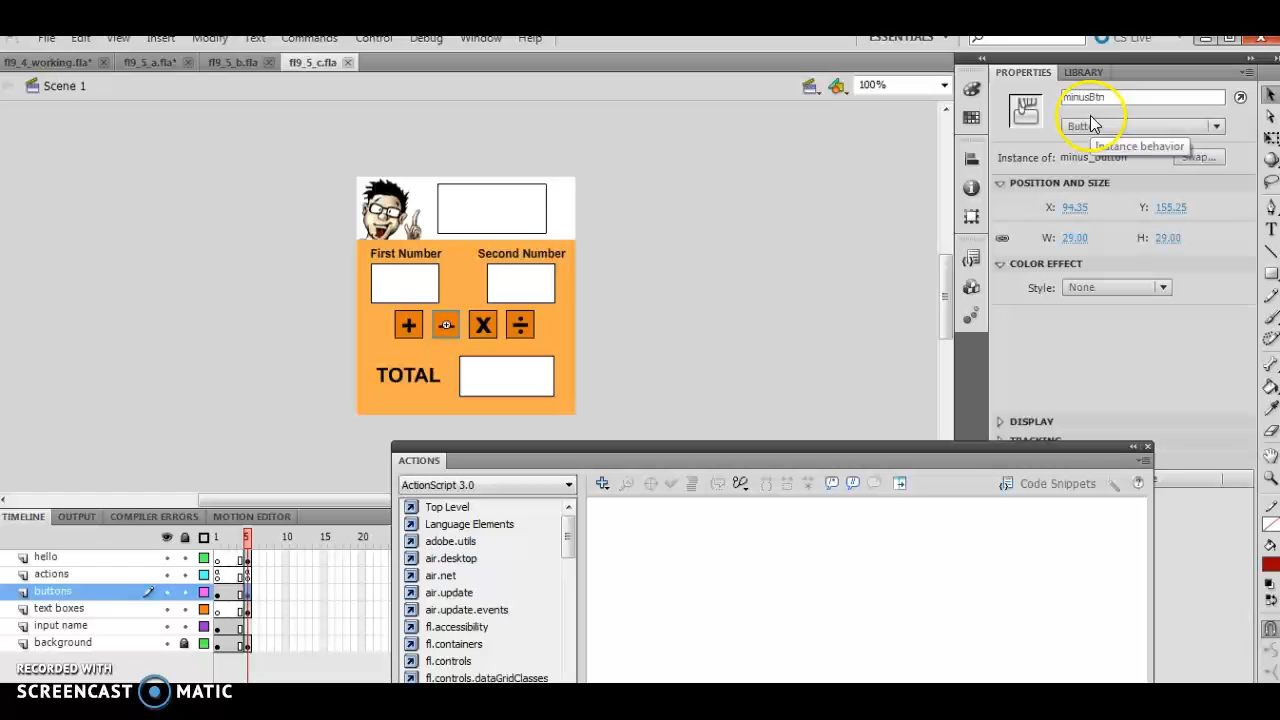 File Edit View Insert Modify Text Commands Control Debug Window Help ESSENTIALS CS Live
fl9_4_working.fla* fl9_5_a.fla* fl9_5_b.fla fl9_5_c.fla
Scene 1 100%
PROPERTIES LIBRARY
minusBtn
Butto
Instance behavior
Instance of: minus_button Swap...
POSITION AND SIZE
X: 94.35 Y: 155.25
W: 29.00 H: 29.00
COLOR EFFECT
Style: None
DISPLAY
TRACKING
First Number Second Number
+ - X ÷
TOTAL
ACTIONS
ActionScript 3.0
Code Snippets
Top Level
Language Elements
adobe.utils
air.desktop
air.net
air.update
air.update.events
fl.accessibility
fl.containers
fl.controls
fl.controls.dataGridClasses
TIMELINE OUTPUT COMPILER ERRORS MOTION EDITOR
1 5 10 15 20
hello
actions
buttons
text boxes
input name
background
RECORDED WITH
SCREENCAST MATIC